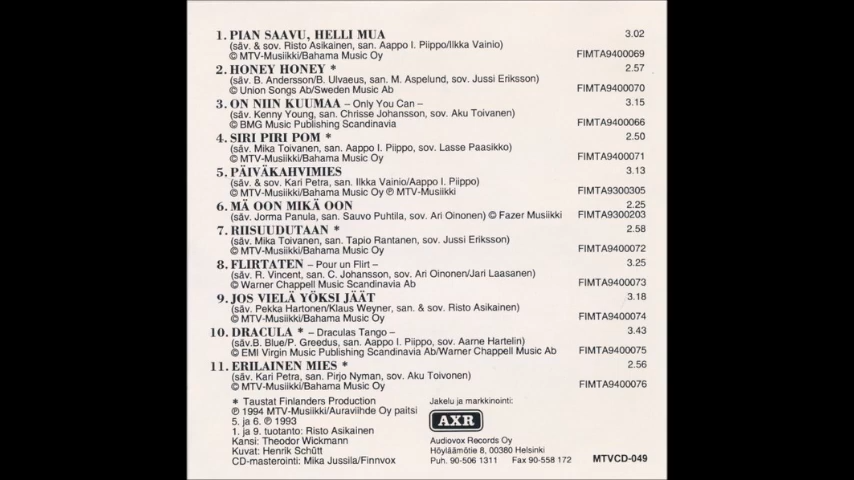 1. PIAN SAAVU, HELLI MUA 3.02
(säv. & sov. Risto Asikainen, san. Aappo I. Piippo/Ilkka Vainio)
© MTV-Musiikki/Bahama Music Oy FIMTA9400069
2. HONEY HONEY * 2.57
(säv. B. Andersson/B. Ulvaeus, san. M. Aspelund, sov. Jussi Eriksson)
© Union Songs Ab/Sweden Music Ab FIMTA9400070
3. ON NIIN KUUMAA – Only You Can – 3.15
(säv. Kenny Young, san. Chrisse Johansson, sov. Aku Toivanen)
© BMG Music Publishing Scandinavia FIMTA9400066
4. SIRI PIRI POM * 2.50
(säv. Mika Toivanen, san. Aappo I. Piippo, sov. Lasse Paasikko)
© MTV-Musiikki/Bahama Music Oy FIMTA9400071
5. PÄIVÄKAHVIMIES 3.13
(säv. & sov. Kari Petra, san. Ilkka Vainio/Aappo I. Piippo)
© MTV-Musiikki/Bahama Music Oy ℗ MTV-Musiikki FIMTA9300305
6. MÄ OON MIKÄ OON 2.25
(säv. Jorma Panula, san. Sauvo Puhtila, sov. Ari Oinonen) © Fazer Musiikki FIMTA9300203
7. RIISUUDUTAAN * 2.58
(säv. Mika Toivanen, san. Tapio Rantanen, sov. Jussi Eriksson)
© MTV-Musiikki/Bahama Music Oy FIMTA9400072
8. FLIRTATEN – Pour un Flirt – 3.25
(säv. R. Vincent, san. C. Johansson, sov. Ari Oinonen/Jari Laasanen)
© Warner Chappell Music Scandinavia Ab FIMTA9400073
9. JOS VIELÄ YÖKSI JÄÄT 3.18
(säv. Pekka Hartonen/Klaus Weyner, san. & sov. Risto Asikainen)
© MTV-Musiikki/Bahama Music Oy FIMTA9400074
10. DRACULA * – Draculas Tango – 3.43
(säv.B. Blue/P. Greedus, san. Aappo I. Piippo, sov. Aarne Hartelin)
© EMI Virgin Music Publishing Scandinavia Ab/Warner Chappell Music Ab FIMTA9400075
11. ERILAINEN MIES * 2.56
(säv. Kari Petra, san. Pirjo Nyman, sov. Aku Toivonen)
© MTV-Musiikki/Bahama Music Oy FIMTA9400076
* Taustat Finlanders Production
℗ 1994 MTV-Musiikki/Auraviihde Oy paitsi
5. ja 6. ℗ 1993
1. ja 9. tuotanto: Risto Asikainen
Kansi: Theodor Wickmann
Kuvat: Henrik Schütt
CD-masterointi: Mika Jussila/Finnvox
Jakelu ja markkinointi:
AXR
Audiovox Records Oy
Höyläämötie 8, 00380 Helsinki
Puh. 90-506 1311 Fax 90-558 172
MTVCD-049